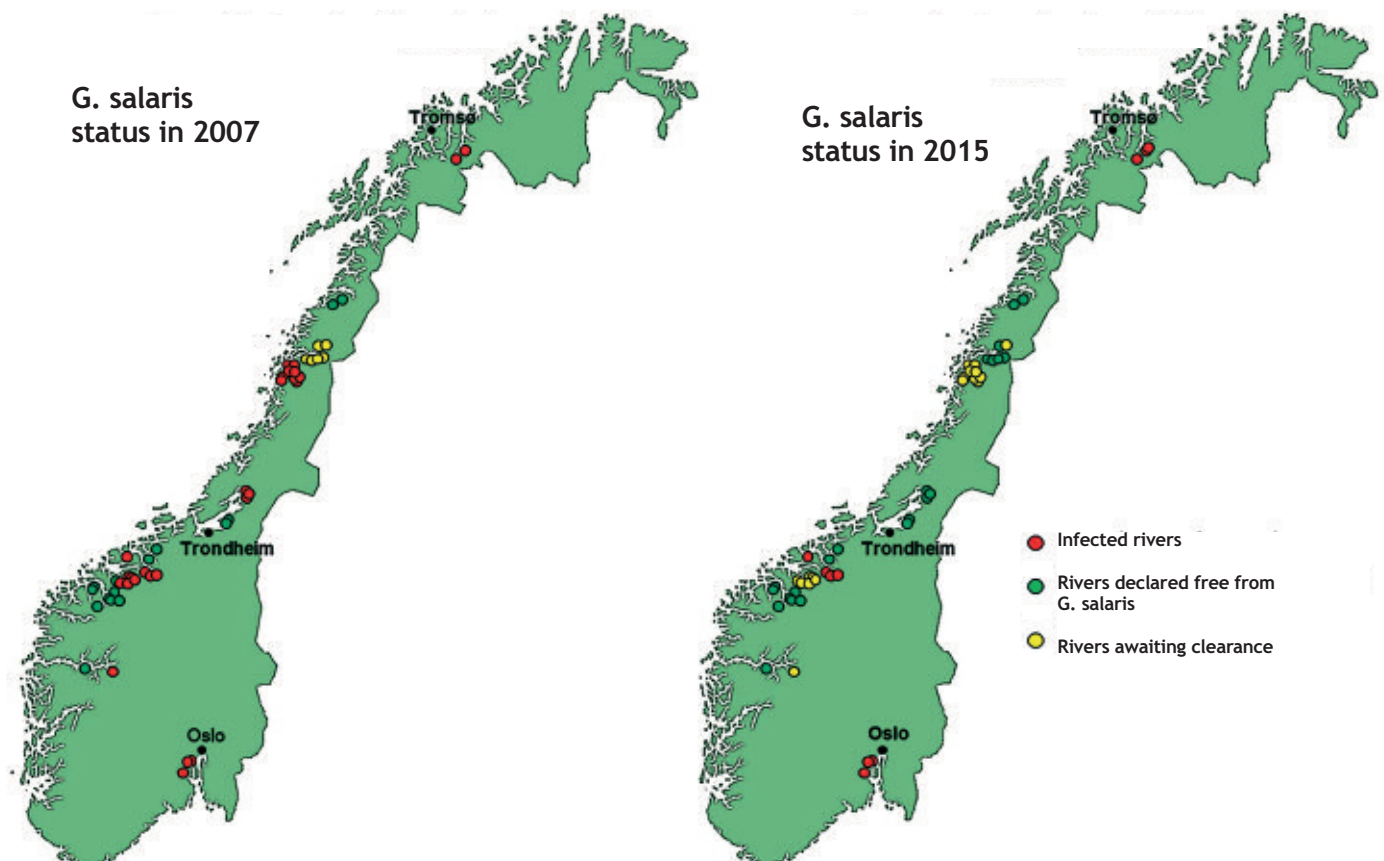 G. salaris
status in 2007
Tromsø
Trondheim
Oslo
G. salaris
status in 2015
Tromsø
Trondheim
Oslo
Infected rivers
Rivers declared free from
G. salaris
Rivers awaiting clearance